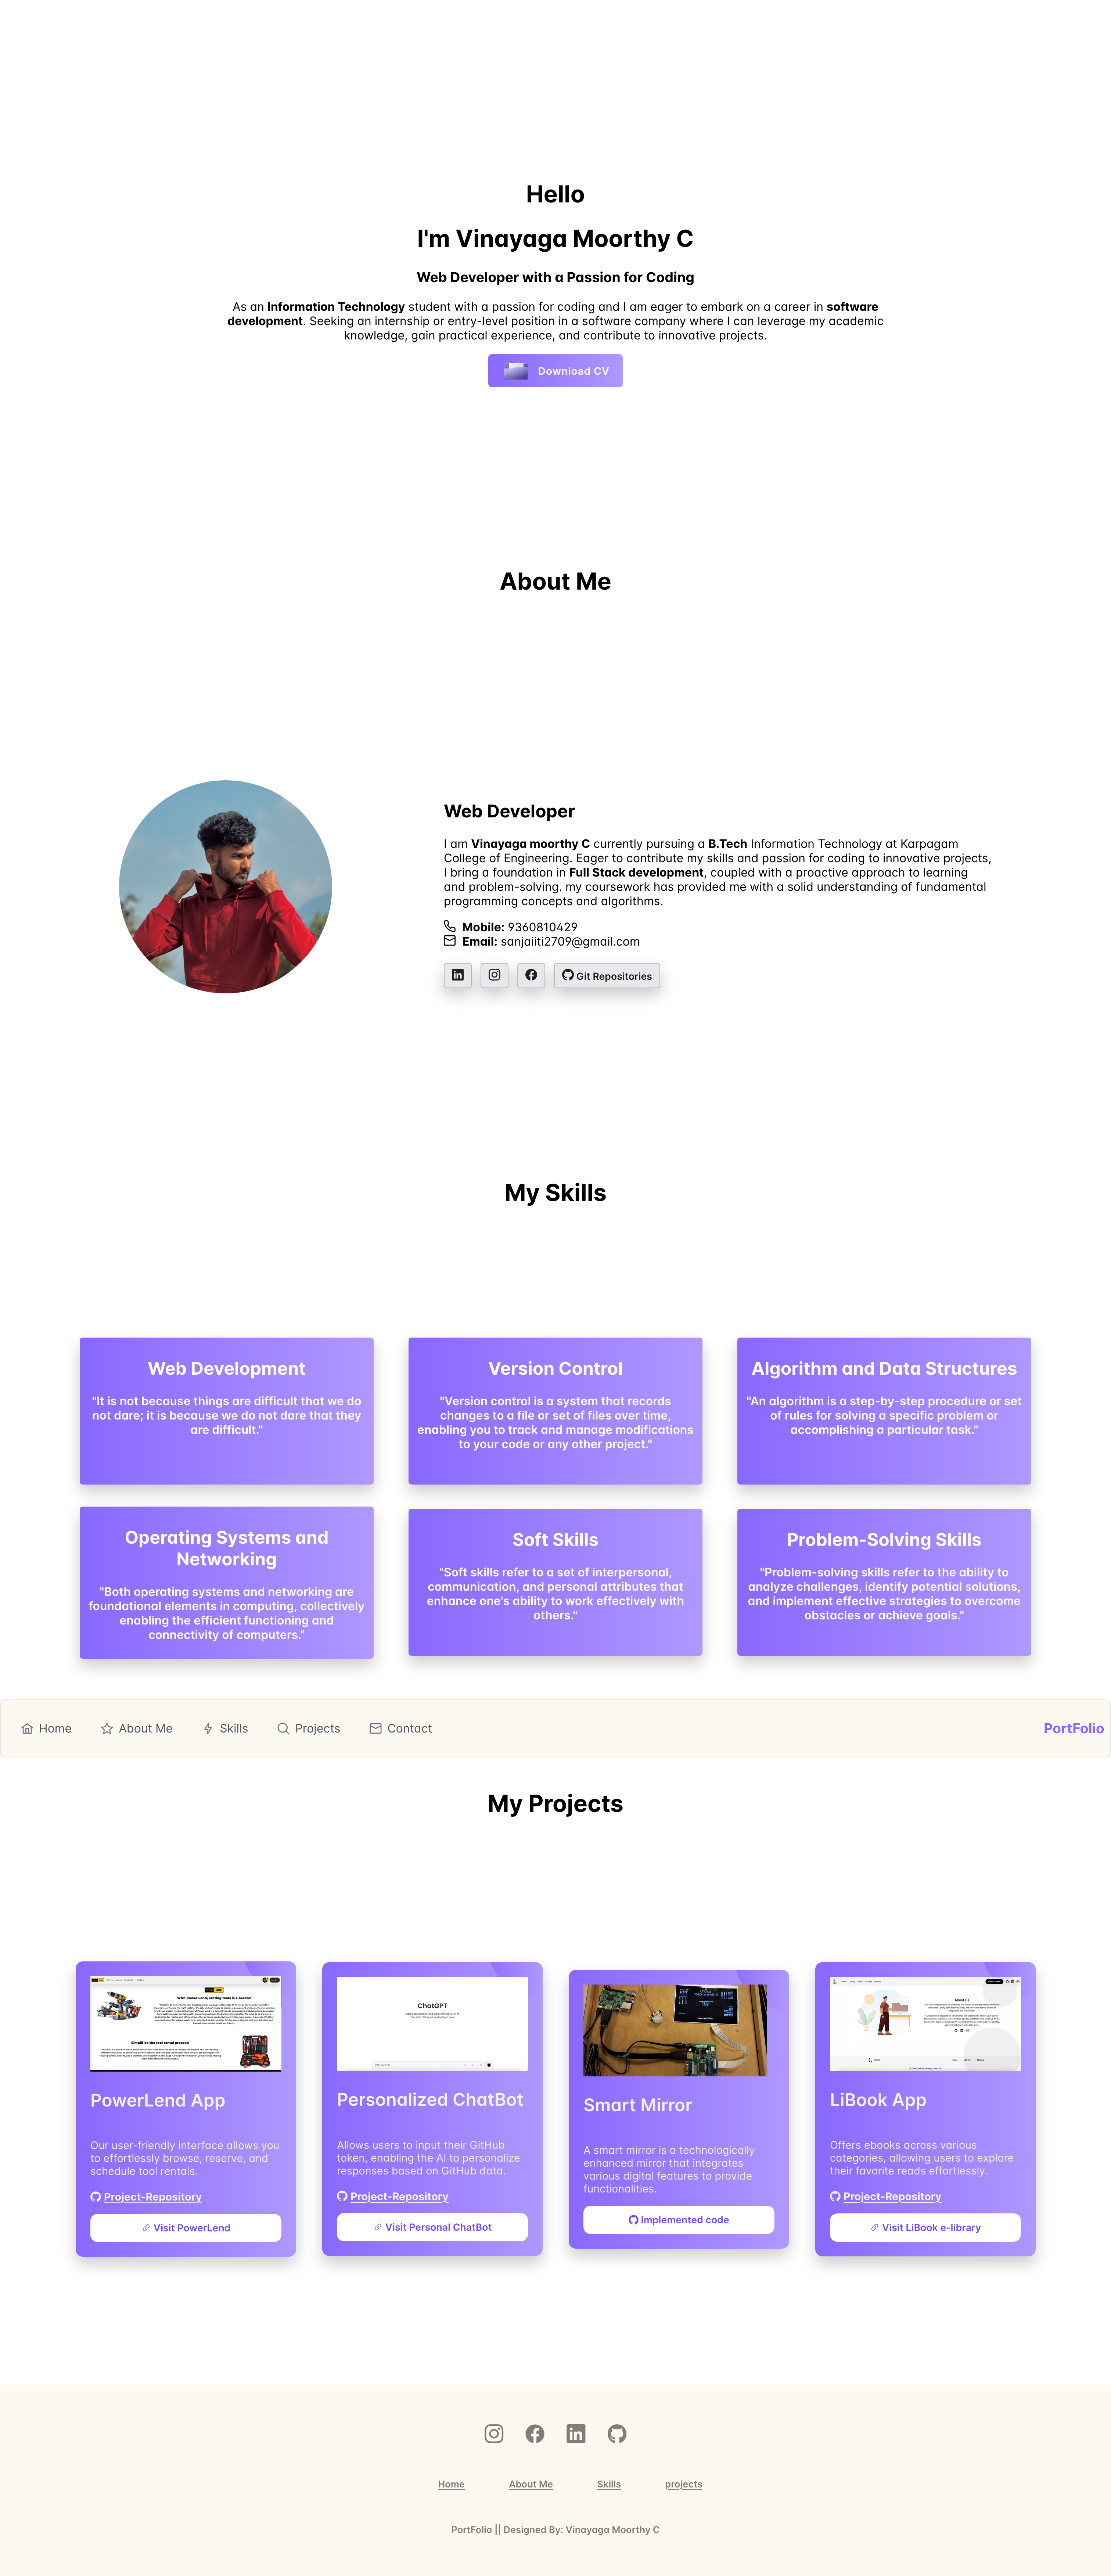 Hello
I'm Vinayaga Moorthy C
Web Developer with a Passion for Coding
As an Information Technology student with a passion for coding and I am eager to embark on a career in software
development. Seeking an internship or entry-level position in a software company where I can leverage my academic
knowledge, gain practical experience, and contribute to innovative projects.
Download CV
About Me
Web Developer
I am Vinayaga moorthy C currently pursuing a B.Tech Information Technology at Karpagam
College of Engineering. Eager to contribute my skills and passion for coding to innovative projects,
I bring a foundation in Full Stack development, coupled with a proactive approach to learning
and problem-solving. my coursework has provided me with a solid understanding of fundamental
programming concepts and algorithms.
Mobile: 9360810429
Email: sanjaiiti2709@gmail.com
Git Repositories
My Skills
Web Development
"It is not because things are difficult that we do
not dare; it is because we do not dare that they
are difficult."
Version Control
"Version control is a system that records
changes to a file or set of files over time,
enabling you to track and manage modifications
to your code or any other project."
Algorithm and Data Structures
"An algorithm is a step-by-step procedure or set
of rules for solving a specific problem or
accomplishing a particular task."
Operating Systems and
Networking
"Both operating systems and networking are
foundational elements in computing, collectively
enabling the efficient functioning and
connectivity of computers."
Soft Skills
"Soft skills refer to a set of interpersonal,
communication, and personal attributes that
enhance one's ability to work effectively with
others."
Problem-Solving Skills
"Problem-solving skills refer to the ability to
analyze challenges, identify potential solutions,
and implement effective strategies to overcome
obstacles or achieve goals."
Home About Me Skills Projects Contact PortFolio
My Projects
With Power Lend, renting tools is a breeze!
Simplifies the tool rental process!
PowerLend App
Our user-friendly interface allows you
to effortlessly browse, reserve, and
schedule tool rentals.
Project-Repository
Visit PowerLend
ChatGPT
Personalized ChatBot
Allows users to input their GitHub
token, enabling the AI to personalize
responses based on GitHub data.
Project-Repository
Visit Personal ChatBot
Smart Mirror
A smart mirror is a technologically
enhanced mirror that integrates
various digital features to provide
functionalities.
Implemented code
About Us
LiBook App
Offers ebooks across various
categories, allowing users to explore
their favorite reads effortlessly.
Project-Repository
Visit LiBook e-library
Home About Me Skills projects
PortFolio || Designed By: Vinayaga Moorthy C